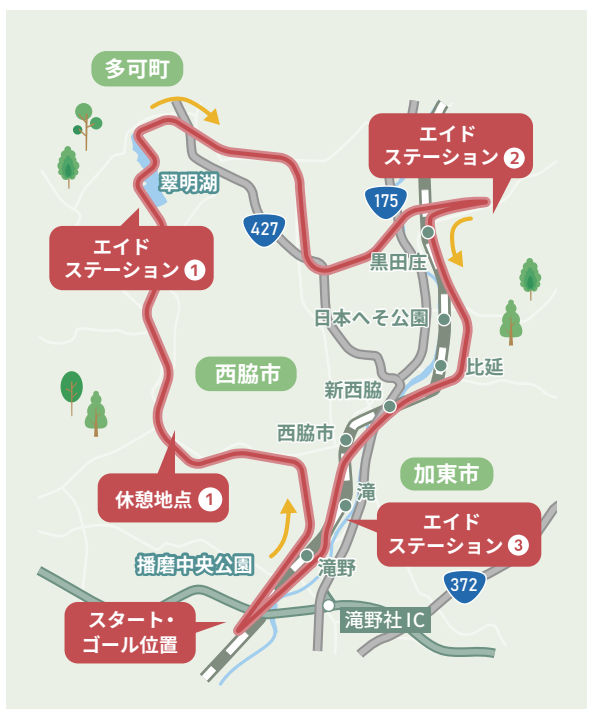 多可町
エイド
ステーション 2
翠明湖
175
427
エイド
ステーション 1
黒田庄
日本へそ公園
比延
西脇市
新西脇
西脇市
加東市
休憩地点 1
滝
エイド
ステーション 3
播磨中央公園
滝野
372
スタート・
ゴール位置
滝野社IC